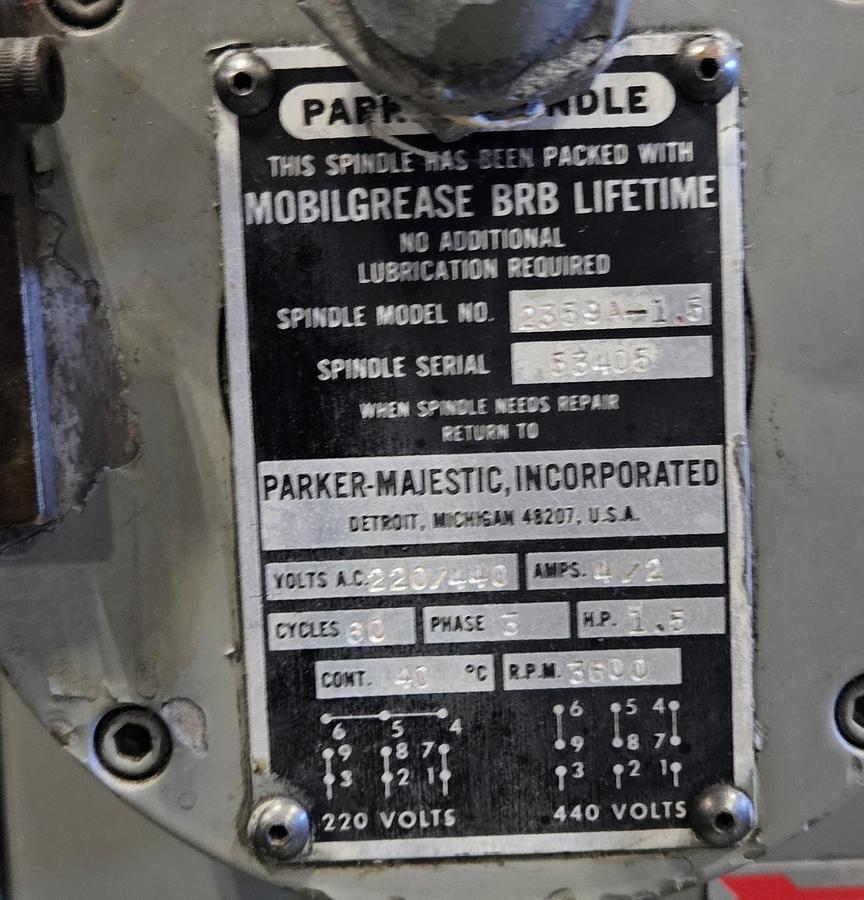 THIS SPINDLE HAS BEEN PACKED WITH
MOBILGREASE BRB LIFETIME
NO ADDITIONAL
LUBRICATION REQUIRED
SPINDLE MODEL NO. 2359A-1.5
SPINDLE SERIAL 53405
WHEN SPINDLE NEEDS REPAIR
RETURN TO
PARKER-MAJESTIC, INCORPORATED
DETROIT, MICHIGAN 48207, U.S.A.
VOLTS A.C. 220/440 AMPS. 4/2
CYCLES 60 PHASE 3 H.P. 1.5
CONT. 40 °C R.P.M. 3600
6 5 4 6 5 4
9 8 7 9 8 7
3 2 1 3 2 1
220 VOLTS 440 VOLTS